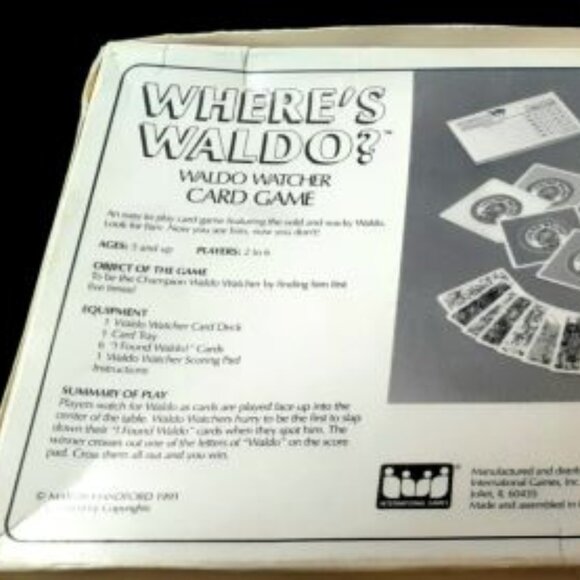 WHERE'S
WALDO?™
WALDO WATCHER
CARD GAME
An easy to play card game featuring the wild and wacky Waldo.
Look for him. Now you see him, now you don't!
AGES: 5 and up PLAYERS: 2 to 6
OBJECT OF THE GAME
To be the Champion Waldo Watcher by finding him first
five times!
EQUIPMENT
1 Waldo Watcher Card Deck
1 Card Tray
6 "I Found Waldo!" Cards
1 Waldo Watcher Scoring Pad
Instructions
SUMMARY OF PLAY
Players watch for Waldo as cards are played face up into the
center of the table. Waldo Watchers hurry to be the first to slap
down their "I Found Waldo" cards when they spot him. The
winner crosses out one of the letters of "Waldo" on the score
pad. Cross them all out and you win.
© HANDFORD 1991
by Copyrights
INTERNATIONAL GAMES
Manufactured and
International Games, Inc.
Joliet, IL 60435
Made and assembled in